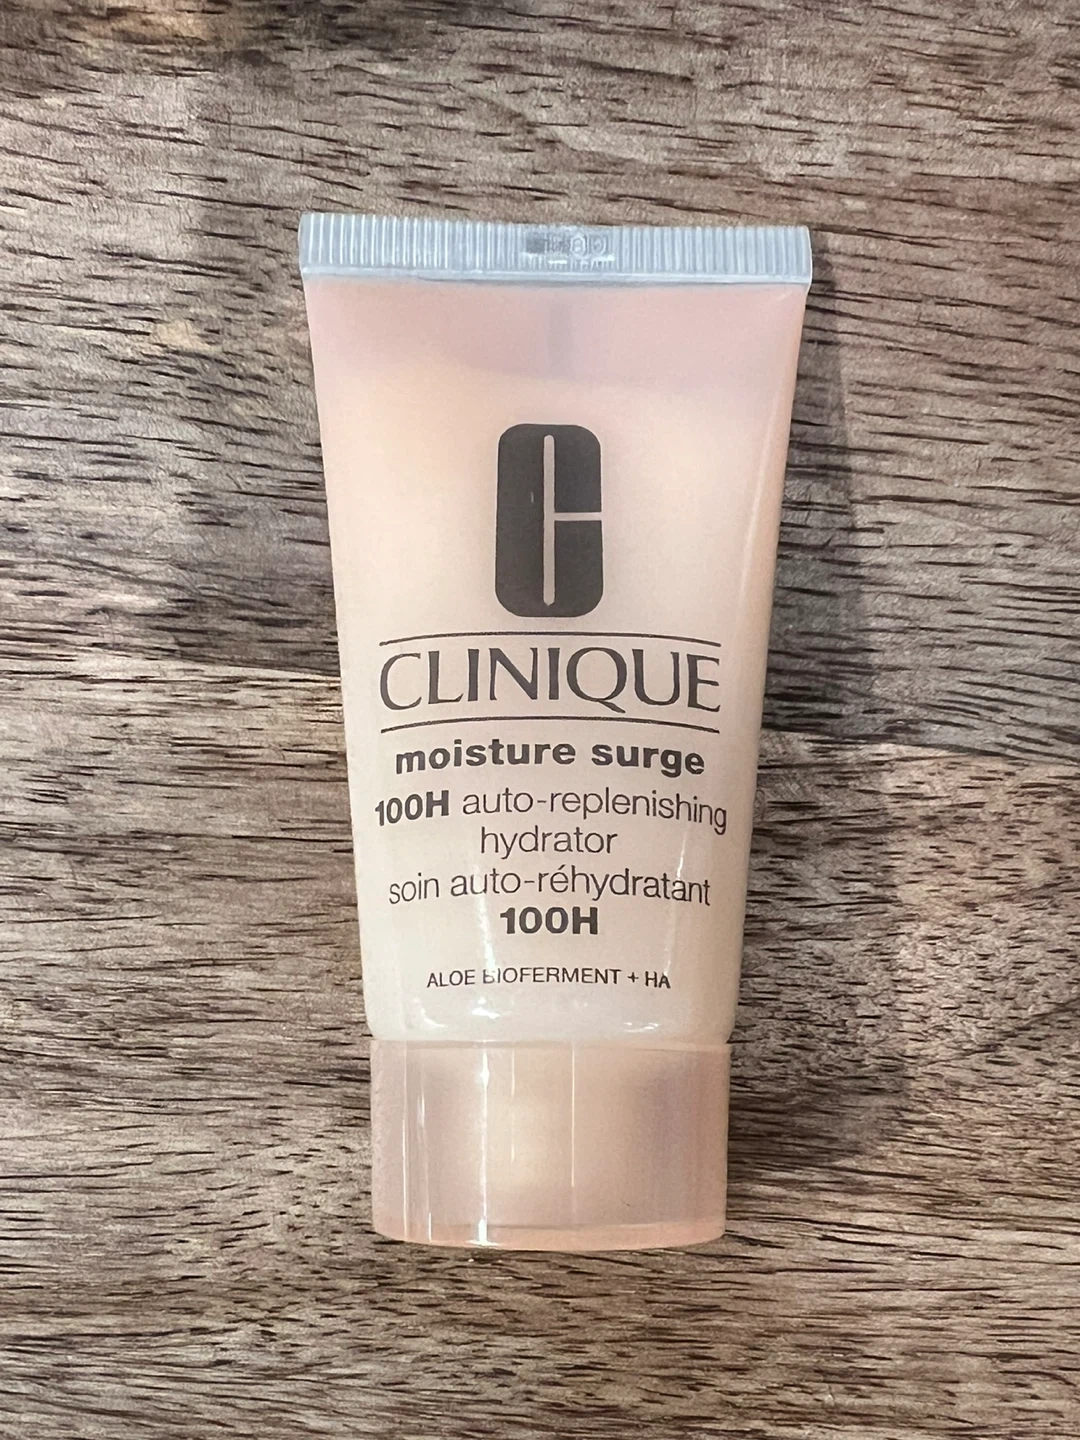 C
CLINIQUE
moisture surge
100H auto-replenishing
hydrator
soin auto-réhydratant
100H
ALOE BIOFERMENT + HA